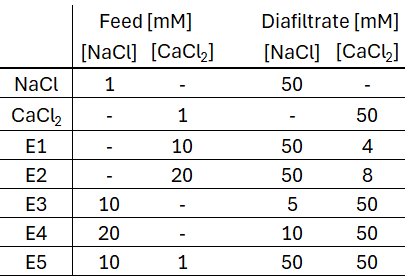 Feed [mM] Diafiltrate [mM]
[NaCl] [CaCl₂] [NaCl] [CaCl₂]
NaCl 1 - 50 -
CaCl₂ - 1 - 50
E1 - 10 50 4
E2 - 20 50 8
E3 10 - 5 50
E4 20 - 10 50
E5 10 1 50 50